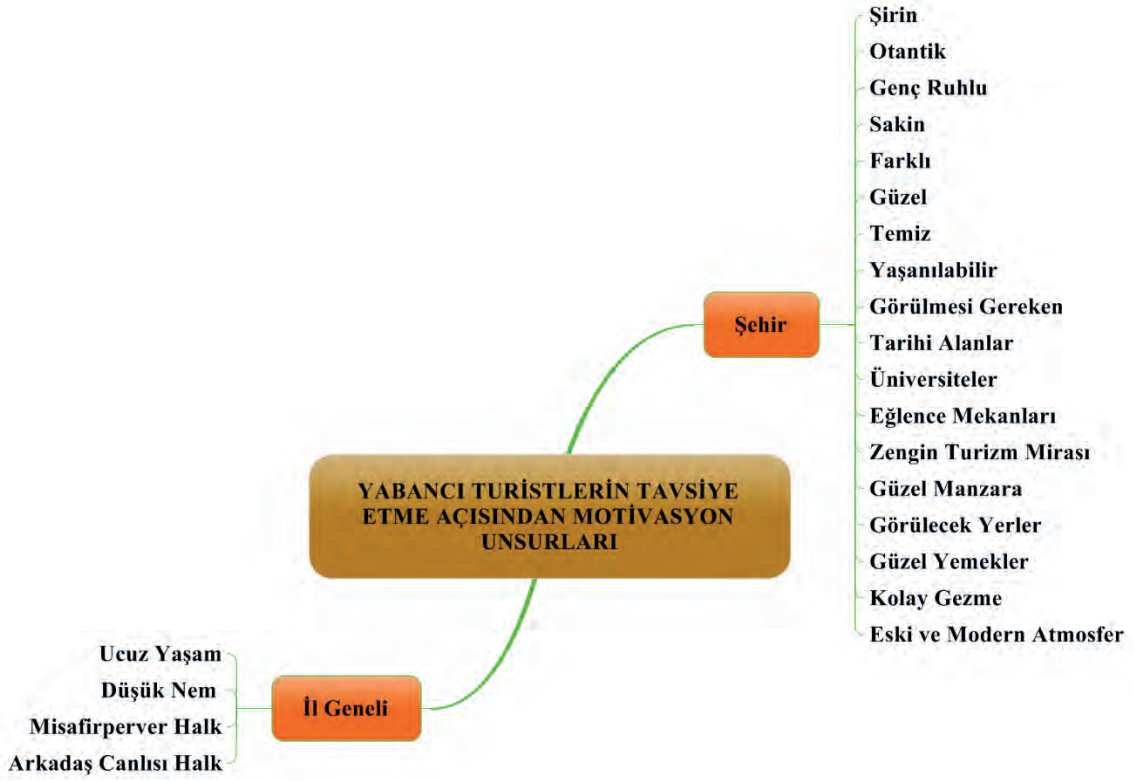 Şirin
Otantik
Genç Ruhlu
Sakin
Farklı
Güzel
Temiz
Yaşanılabilir
Görülmesi Gereken
Tarihi Alanlar
Üniversiteler
Eğlence Mekanları
Zengin Turizm Mirası
Güzel Manzara
Görülecek Yerler
Güzel Yemekler
Kolay Gezme
Eski ve Modern Atmosfer
Şehir
YABANCI TURİSTLERİN TAVSİYE
ETME AÇISINDAN MOTİVASYON
UNSURLARI
İl Geneli
Ucuz Yaşam
Düşük Nem
Misafirperver Halk
Arkadaş Canlısı Halk